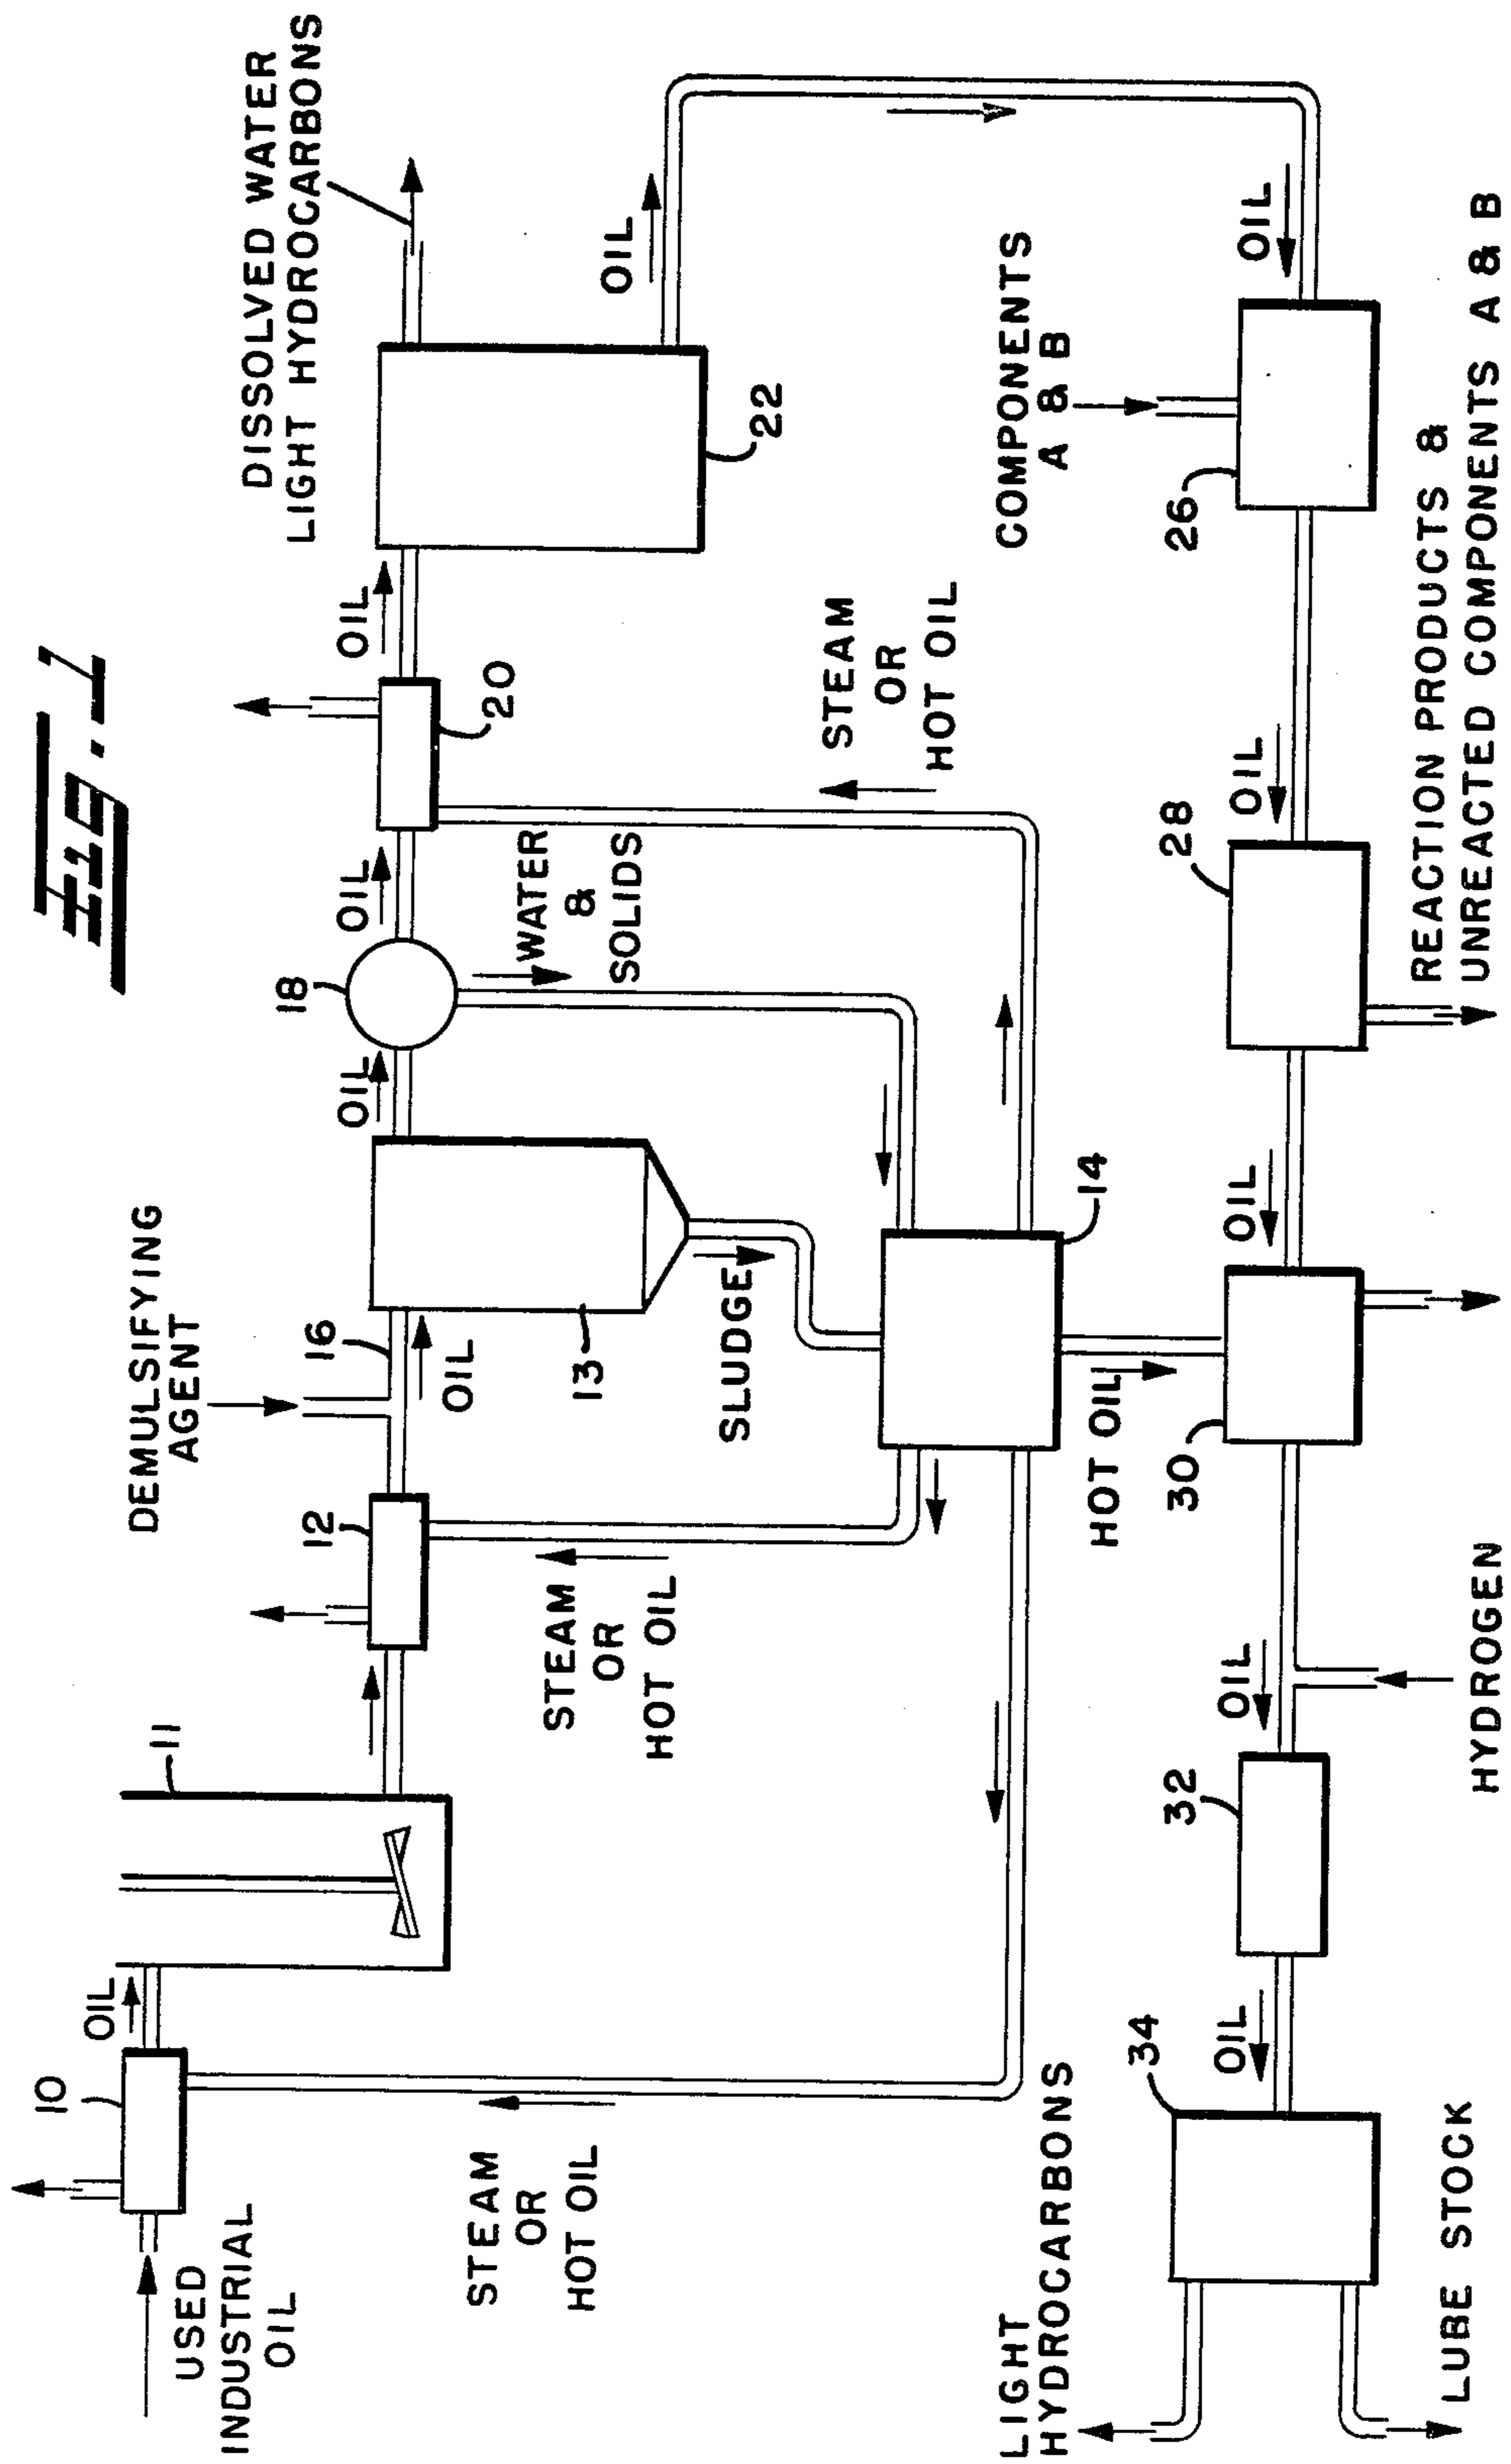 Fig. 1
USED
INDUSTRIAL
OIL
10
OIL
11
STEAM
OR
HOT OIL
12
STEAM
OR
HOT OIL
DEMULSIFYING
AGENT
16
OIL
13
SLUDGE
OIL
18
WATER
&
SOLIDS
OIL
20
OIL
STEAM
OR
HOT OIL
14
HOT OIL
DISSOLVED WATER
LIGHT HYDROCARBONS
22
OIL
OIL
COMPONENTS
A & B
26
OIL
28
REACTION PRODUCTS &
UNREACTED COMPONENTS A & B
OIL
30
OIL
HYDROGEN
32
OIL
34
LIGHT
HYDROCARBONS
LUBE STOCK